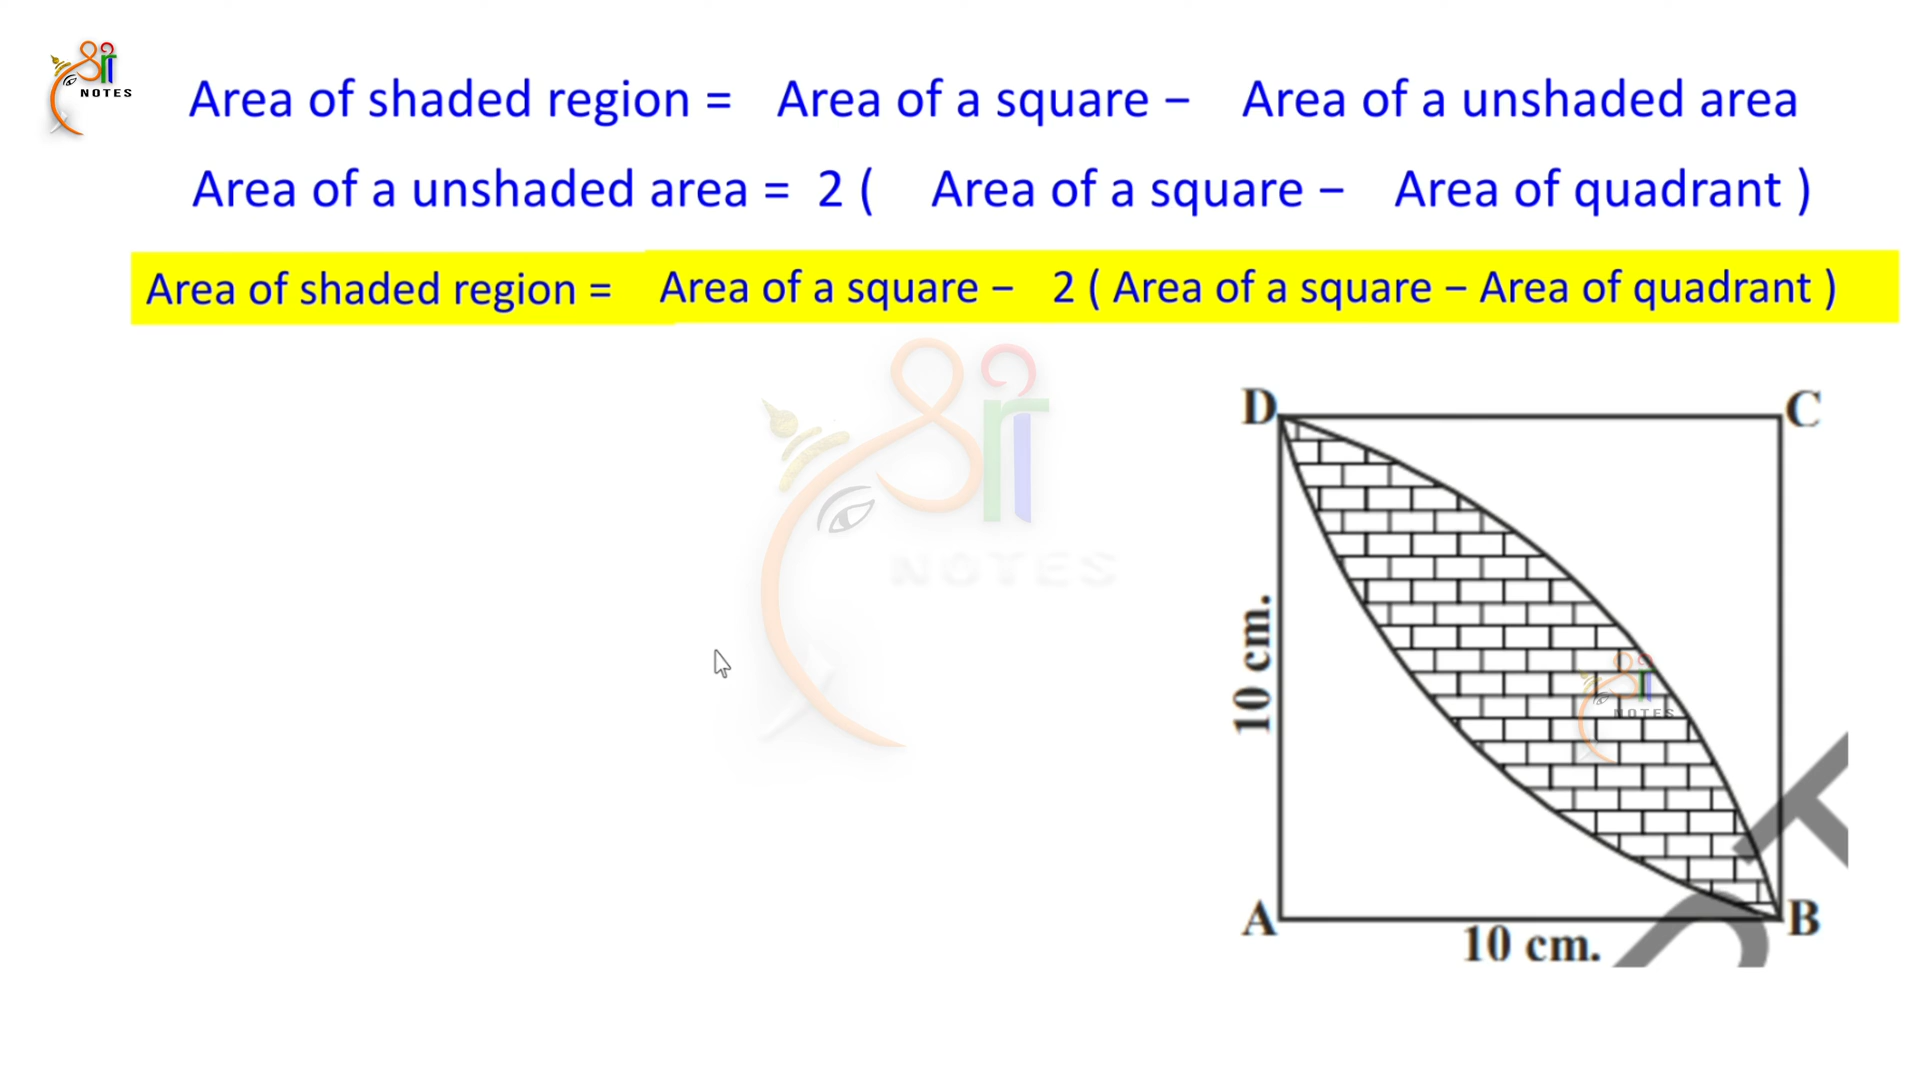 श्री
NOTES
Area of shaded region = Area of a square − Area of a unshaded area
Area of a unshaded area = 2 ( Area of a square − Area of quadrant )
Area of shaded region = Area of a square − 2 ( Area of a square − Area of quadrant )
श्री
NOTES
D
C
10 cm.
श्री
NOTES
A
B
10 cm.